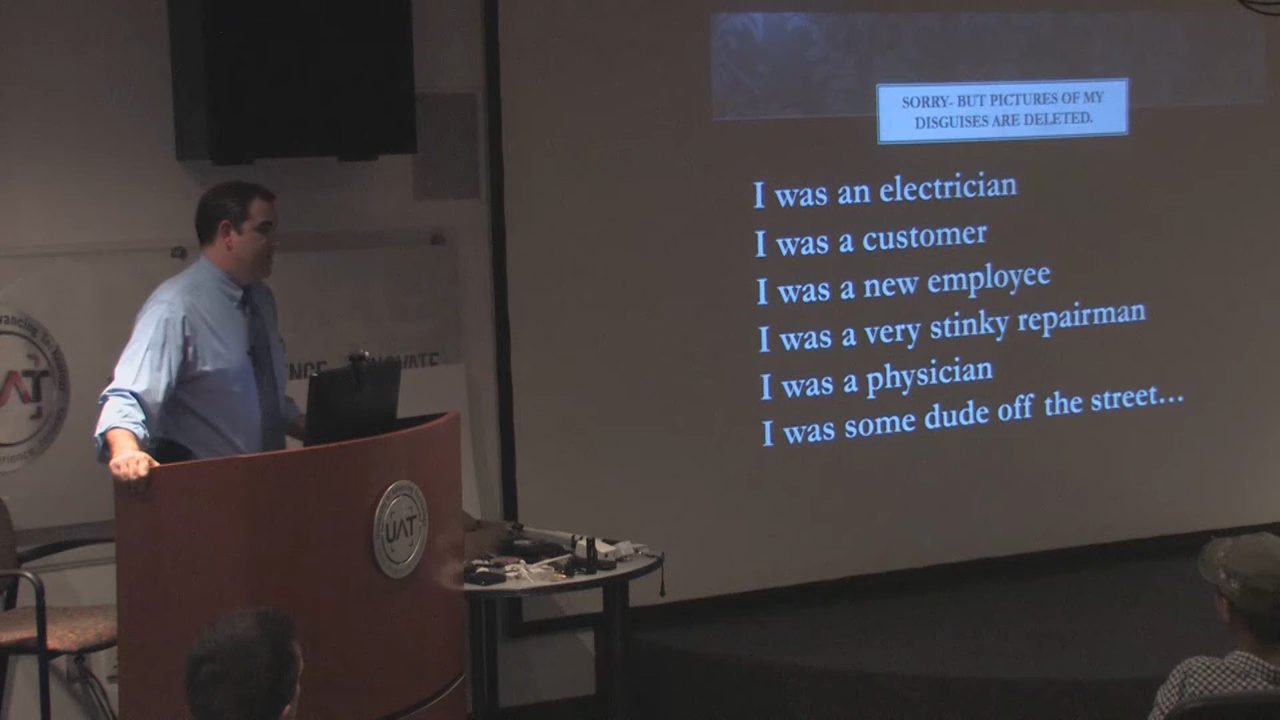 SORRY- BUT PICTURES OF MY
DISGUISES ARE DELETED.
I was an electrician
I was a customer
I was a new employee
I was a very stinky repairman
I was a physician
I was some dude off the street...
UAT